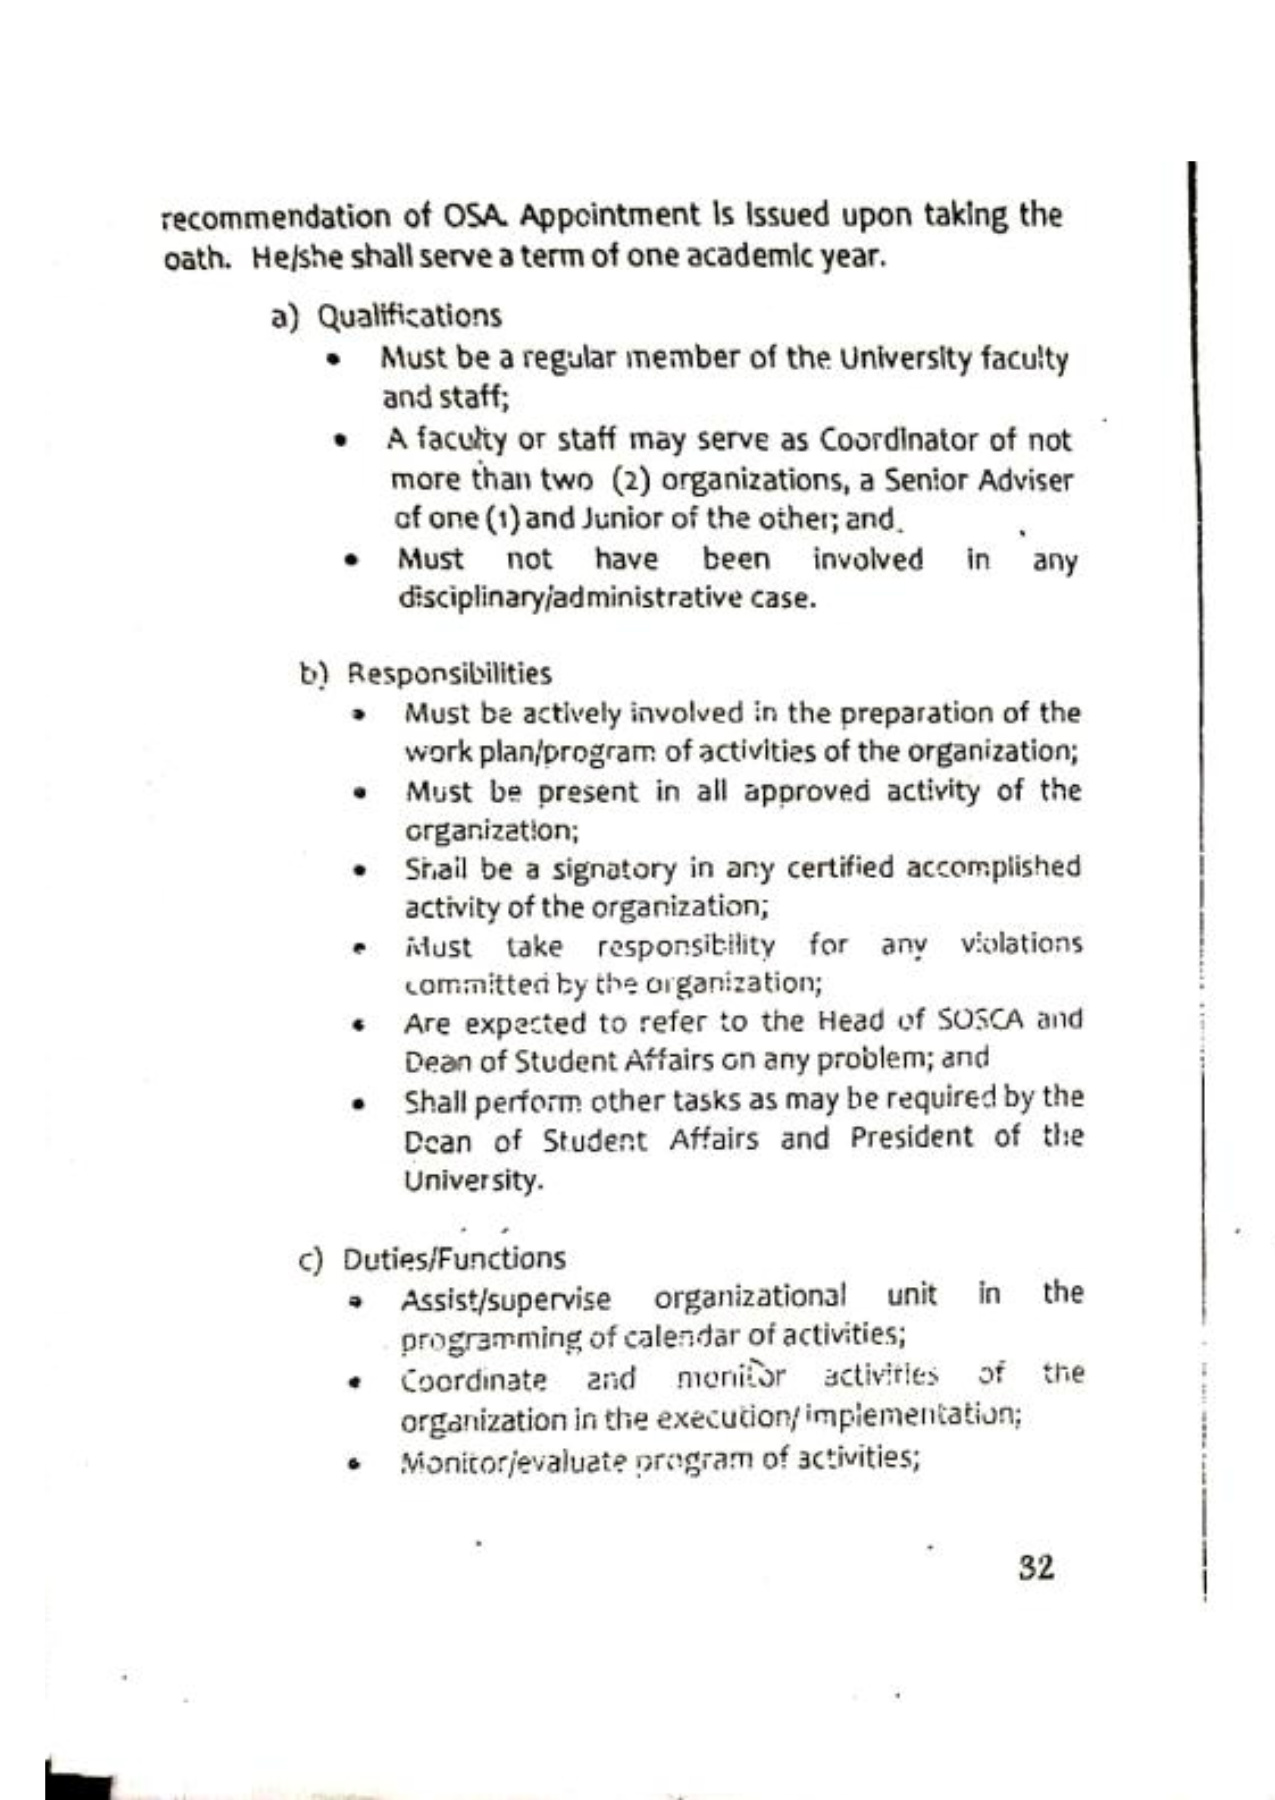 recommendation of OSA. Appointment is issued upon taking the
oath. He/she shall serve a term of one academic year.
a) Qualifications
• Must be a regular member of the University faculty
and staff;
• A faculty or staff may serve as Coordinator of not
more than two (2) organizations, a Senior Adviser
of one (1) and Junior of the other; and
• Must not have been involved in any
disciplinary/administrative case.
b) Responsibilities
• Must be actively involved in the preparation of the
work plan/program of activities of the organization;
• Must be present in all approved activity of the
organization;
• Shall be a signatory in any certified accomplished
activity of the organization;
• Must take responsibility for any violations
committed by the organization;
• Are expected to refer to the Head of SOSCA and
Dean of Student Affairs on any problem; and
• Shall perform other tasks as may be required by the
Dean of Student Affairs and President of the
University.
c) Duties/Functions
• Assist/supervise organizational unit in the
programming of calendar of activities;
• Coordinate and monitor activities of the
organization in the execution/implementation;
• Monitor/evaluate program of activities;
32